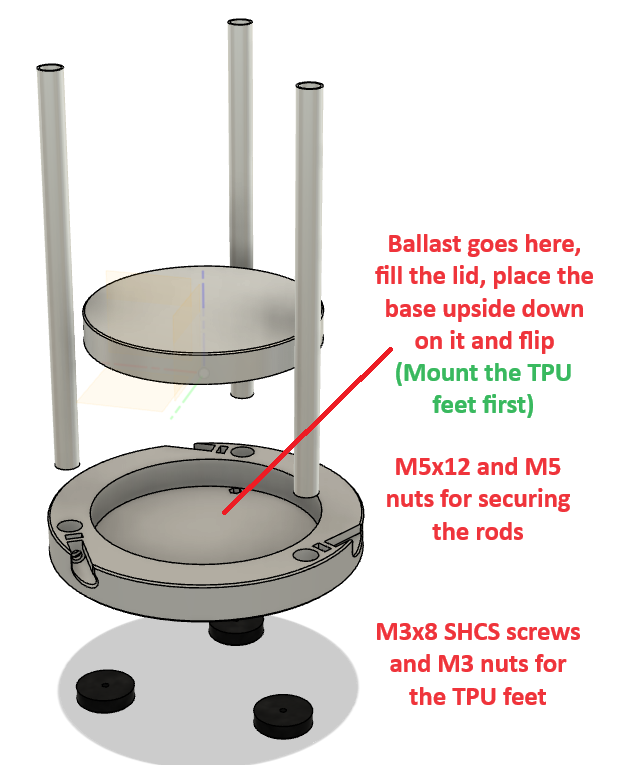 Ballast goes here,
fill the lid, place the
base upside down
on it and flip
(Mount the TPU
feet first)
M5x12 and M5
nuts for securing
the rods
M3x8 SHCS screws
and M3 nuts for
the TPU feet